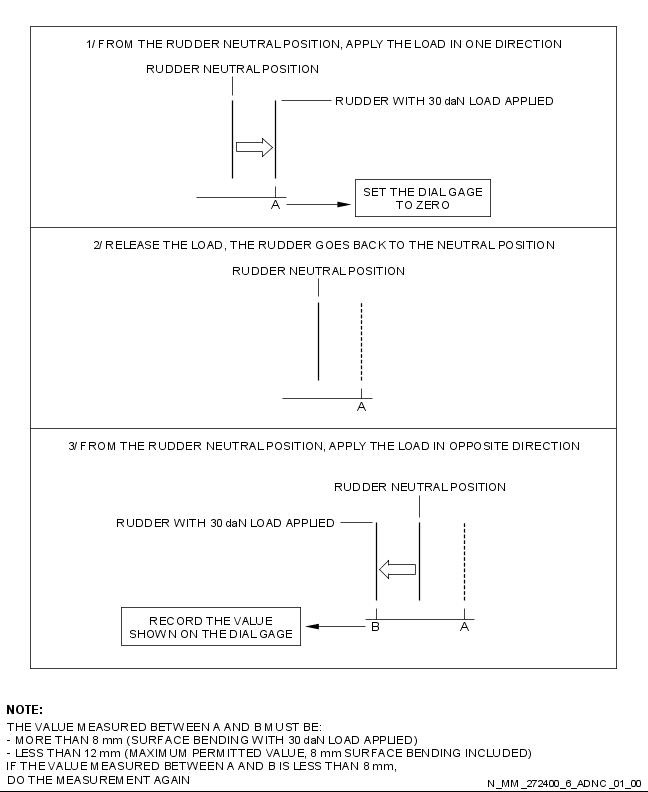 1/ FROM THE RUDDER NEUTRAL POSITION, APPLY THE LOAD IN ONE DIRECTION
RUDDER NEUTRAL POSITION
RUDDER WITH 30 daN LOAD APPLIED
SET THE DIAL GAGE
TO ZERO
A
2/ RELEASE THE LOAD, THE RUDDER GOES BACK TO THE NEUTRAL POSITION
RUDDER NEUTRAL POSITION
A
3/ FROM THE RUDDER NEUTRAL POSITION, APPLY THE LOAD IN OPPOSITE DIRECTION
RUDDER NEUTRAL POSITION
RUDDER WITH 30 daN LOAD APPLIED
RECORD THE VALUE
SHOWN ON THE DIAL GAGE
B A
NOTE:
THE VALUE MEASURED BETWEEN A AND B MUST BE:
- MORE THAN 8 mm (SURFACE BENDING WITH 30 daN LOAD APPLIED)
- LESS THAN 12 mm (MAXIMUM PERMITTED VALUE, 8 mm SURFACE BENDING INCLUDED)
IF THE VALUE MEASURED BETWEEN A AND B IS LESS THAN 8 mm,
DO THE MEASUREMENT AGAIN
N_MM_272400_6_ADNC_01_00